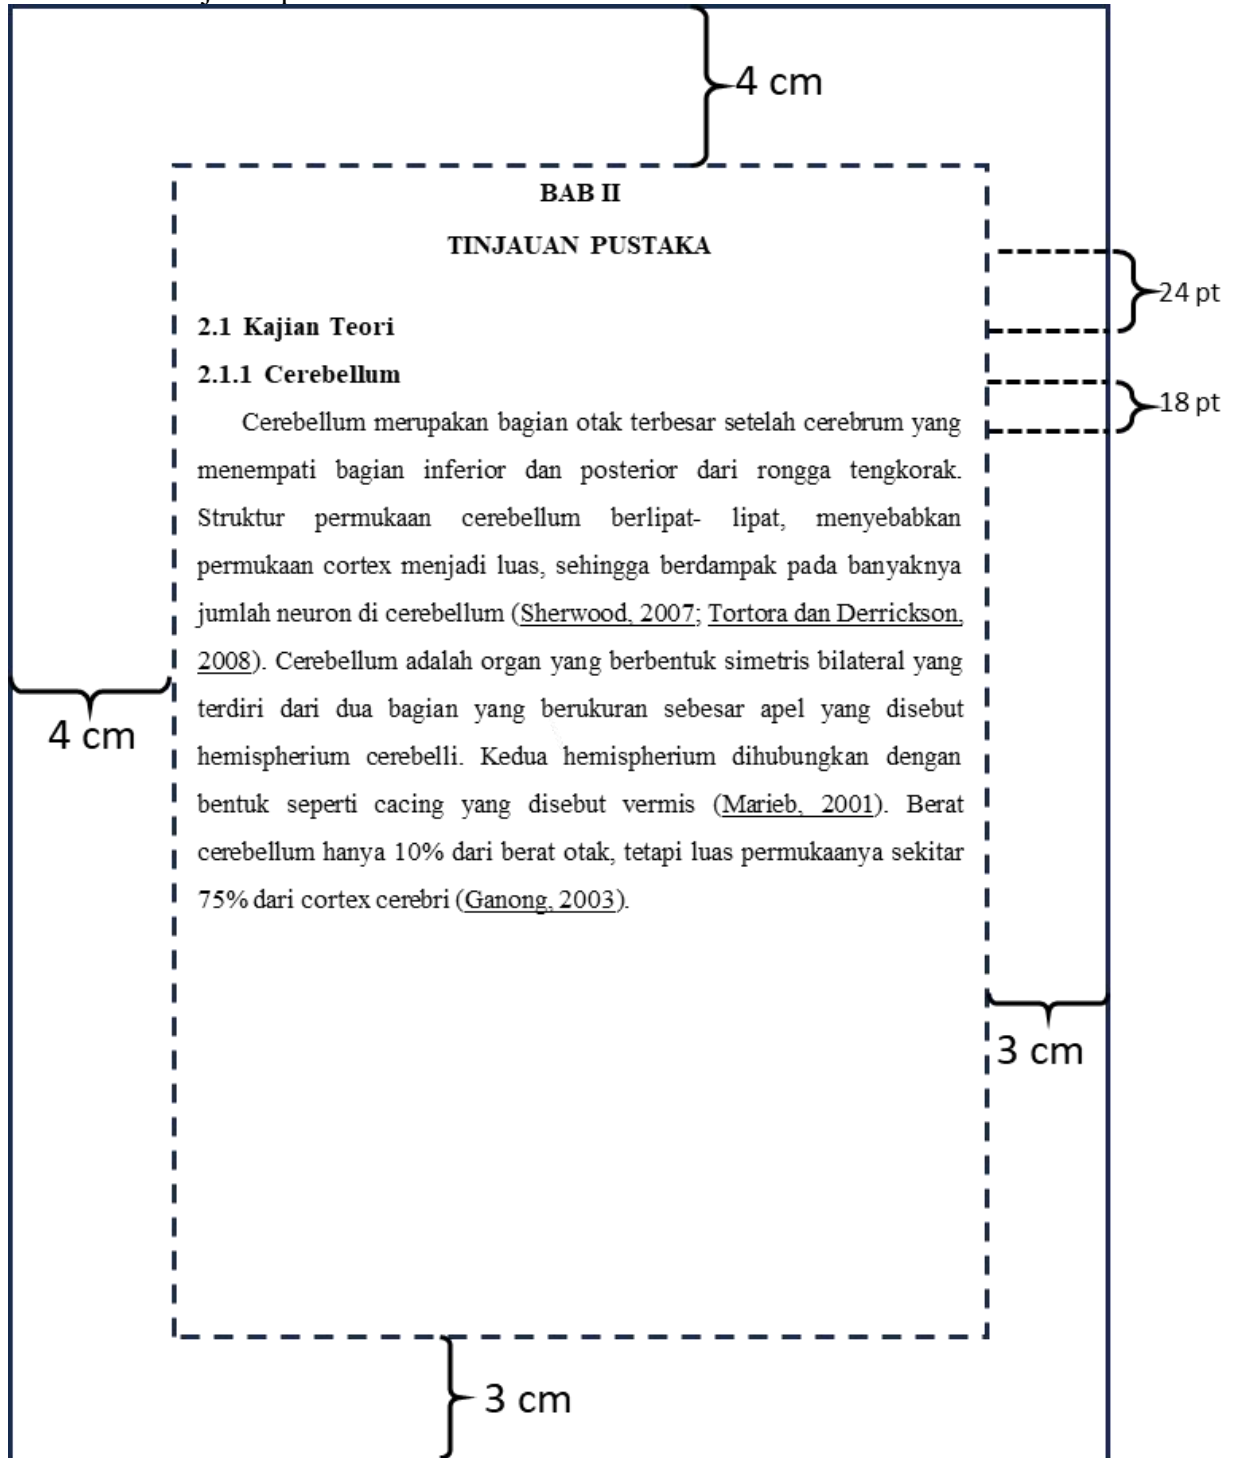 4 cm
BAB II
TINJAUAN PUSTAKA
24 pt
2.1 Kajian Teori
2.1.1 Cerebellum
18 pt
Cerebellum merupakan bagian otak terbesar setelah cerebrum yang
menempati bagian inferior dan posterior dari rongga tengkorak.
Struktur permukaan cerebellum berlipat- lipat, menyebabkan
permukaan cortex menjadi luas, sehingga berdampak pada banyaknya
jumlah neuron di cerebellum (Sherwood, 2007; Tortora dan Derrickson,
2008). Cerebellum adalah organ yang berbentuk simetris bilateral yang
terdiri dari dua bagian yang berukuran sebesar apel yang disebut
4 cm
hemispherium cerebelli. Kedua hemispherium dihubungkan dengan
bentuk seperti cacing yang disebut vermis (Marieb, 2001). Berat
cerebellum hanya 10% dari berat otak, tetapi luas permukaanya sekitar
75% dari cortex cerebri (Ganong, 2003).
3 cm
3 cm